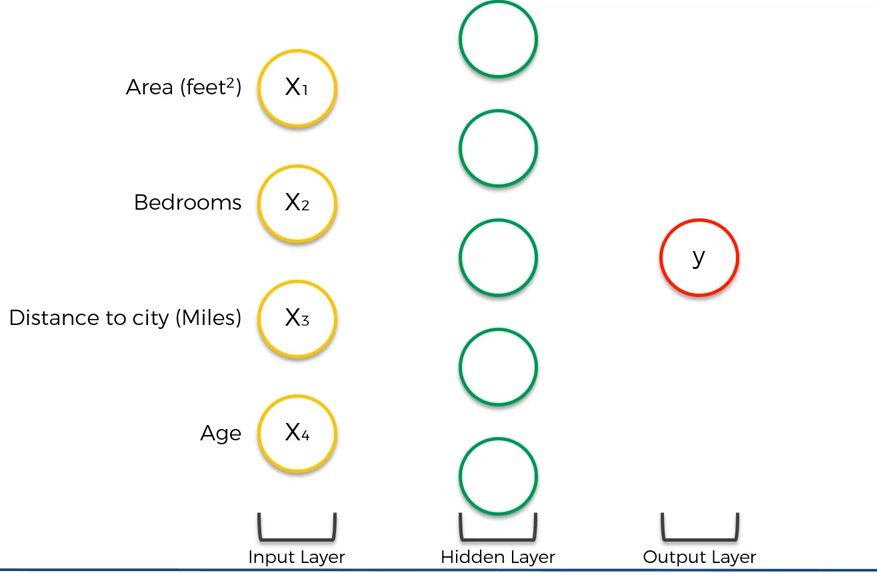 Area (feet²) X₁
Bedrooms X₂
y
Distance to city (Miles) X₃
Age X₄
Input Layer Hidden Layer Output Layer